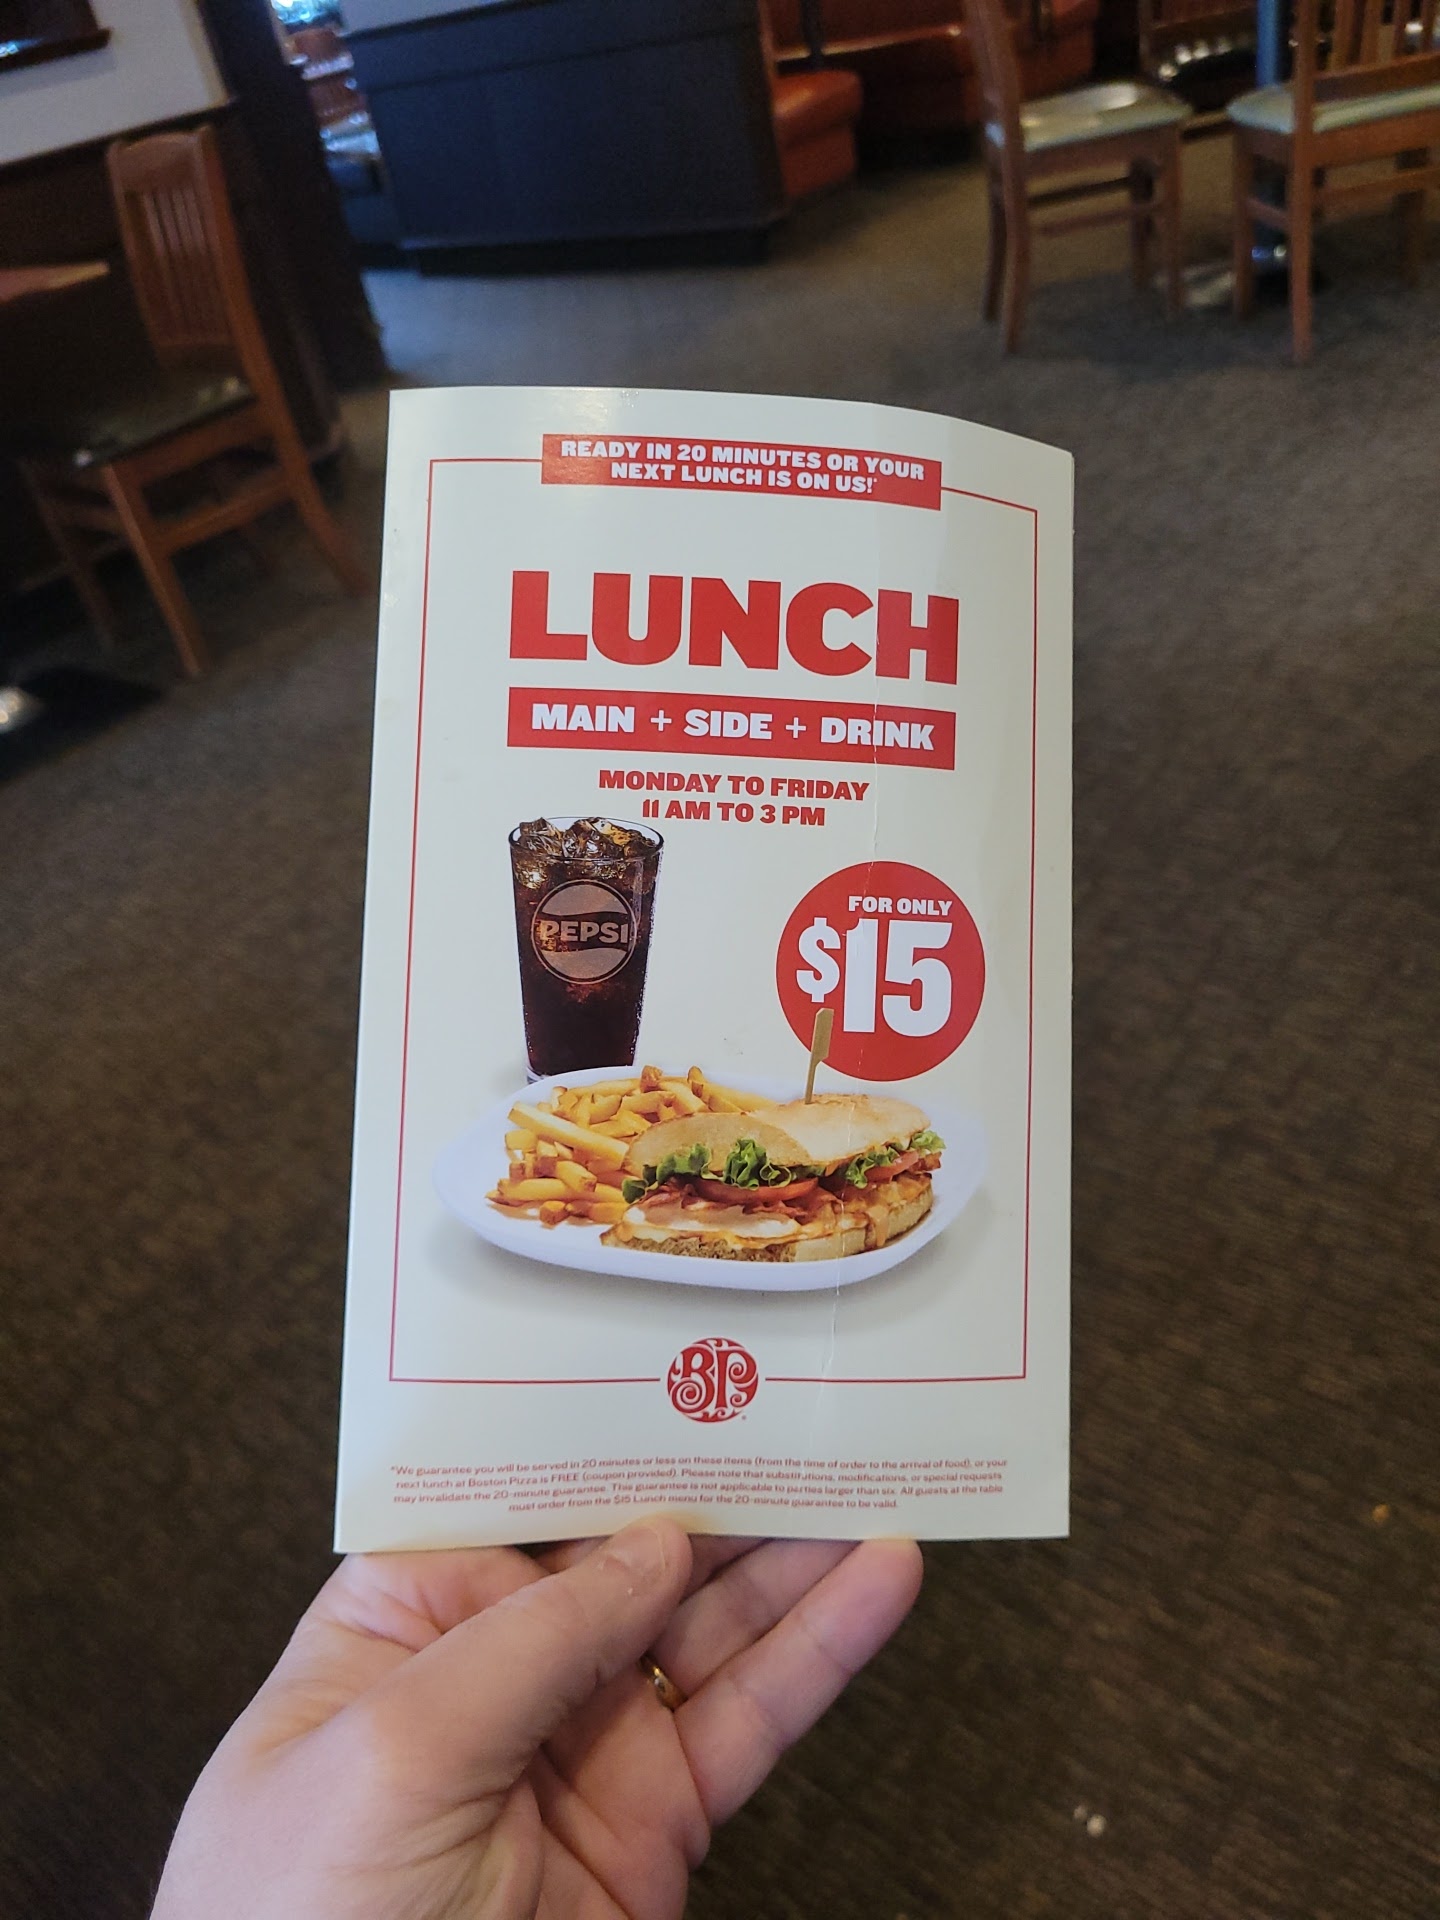 READY IN 20 MINUTES OR YOUR
NEXT LUNCH IS ON US!*
LUNCH
MAIN + SIDE + DRINK
MONDAY TO FRIDAY
11 AM TO 3 PM
PEPSI
FOR ONLY
$15
BP
*We guarantee you will be served in 20 minutes or less on these items (from the time of order to the arrival of food), or your
next lunch at Boston Pizza is FREE (coupon provided). Please note that substitutions, modifications, or special requests
may invalidate the 20-minute guarantee. This guarantee is not applicable to parties larger than six. All guests at the table
must order from the $15 Lunch menu for the 20-minute guarantee to be valid.